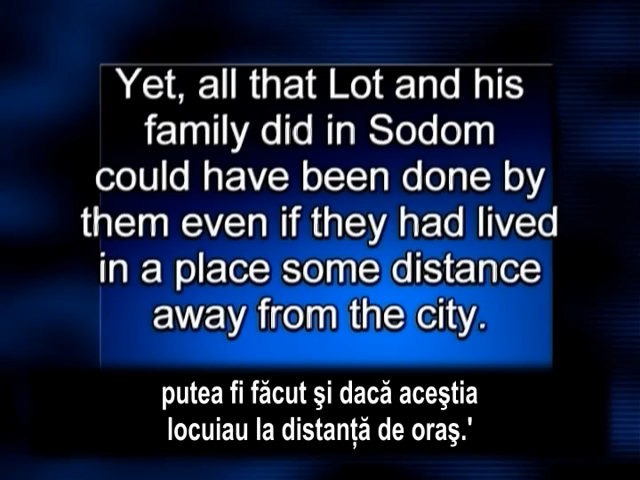 Yet, all that Lot and his
family did in Sodom
could have been done by
them even if they had lived
in a place some distance
away from the city.
putea fi făcut şi dacă aceştia
locuiau la distanţă de oraş.'